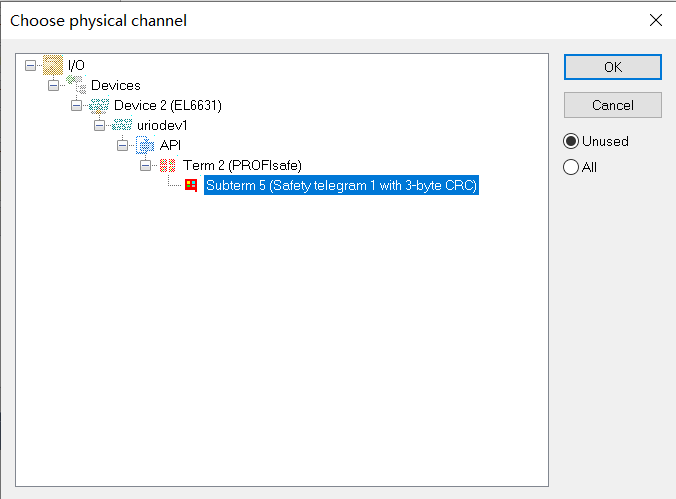 Choose physical channel
I/O
Devices
Device 2 (EL6631)
uriodev1
API
Term 2 (PROFIsafe)
Subterm 5 (Safety telegram 1 with 3-byte CRC)
OK
Cancel
Unused
All